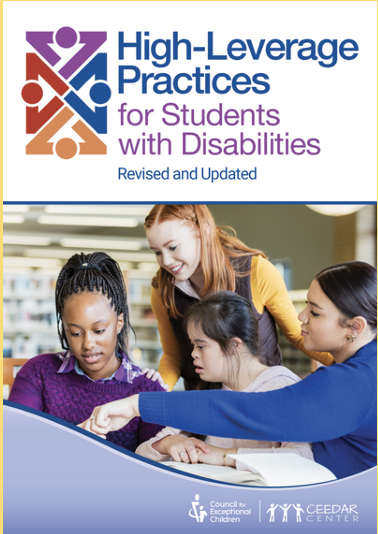 High-Leverage
Practices
for Students
with Disabilities
Revised and Updated
Council for
Exceptional
Children
CEEDAR
CENTER